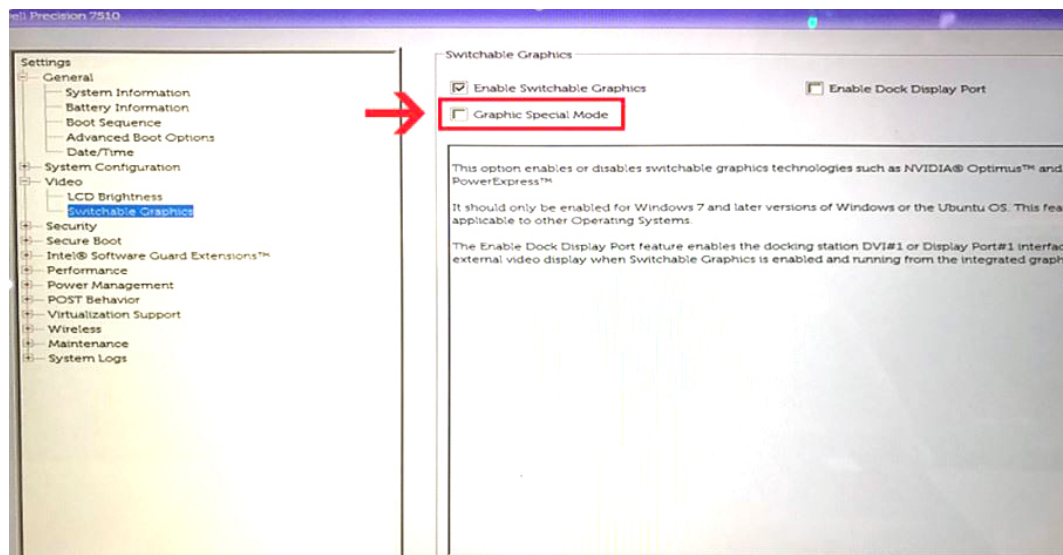 ell Precision 7510
Settings
General
System Information
Battery Information
Boot Sequence
Advanced Boot Options
Date/Time
System Configuration
Video
LCD Brightness
Switchable Graphics
Security
Secure Boot
Intel® Software Guard Extensions™
Performance
Power Management
POST Behavior
Virtualization Support
Wireless
Maintenance
System Logs
Switchable Graphics
Enable Switchable Graphics
Enable Dock Display Port
Graphic Special Mode
This option enables or disables switchable graphics technologies such as NVIDIA® Optimus™ and
PowerExpress™
It should only be enabled for Windows 7 and later versions of Windows or the Ubuntu OS. This fea
applicable to other Operating Systems.
The Enable Dock Display Port feature enables the docking station DVI#1 or Display Port#1 interfac
external video display when Switchable Graphics is enabled and running from the integrated graph